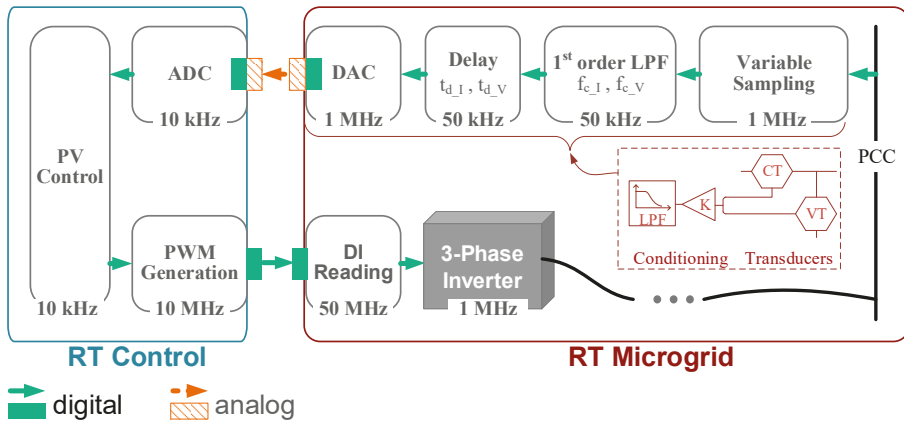 PV
Control
10 kHz
ADC
10 kHz
DAC
1 MHz
Delay
t_d_I , t_d_V
50 kHz
1st order LPF
f_c_I , f_c_V
50 kHz
Variable
Sampling
1 MHz
PCC
CT
VT
K
LPF
Conditioning Transducers
PWM
Generation
10 MHz
DI
Reading
50 MHz
3-Phase
Inverter
1 MHz
RT Control
RT Microgrid
digital
analog